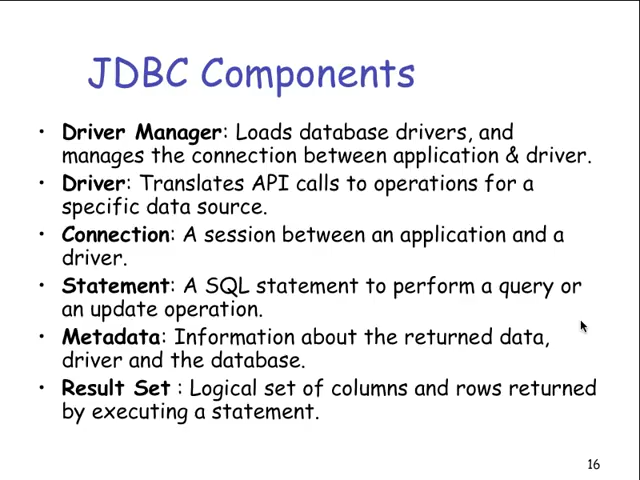 JDBC Components
• Driver Manager: Loads database drivers, and
manages the connection between application & driver.
• Driver: Translates API calls to operations for a
specific data source.
• Connection: A session between an application and a
driver.
• Statement: A SQL statement to perform a query or
an update operation.
• Metadata: Information about the returned data,
driver and the database.
• Result Set : Logical set of columns and rows returned
by executing a statement.
16